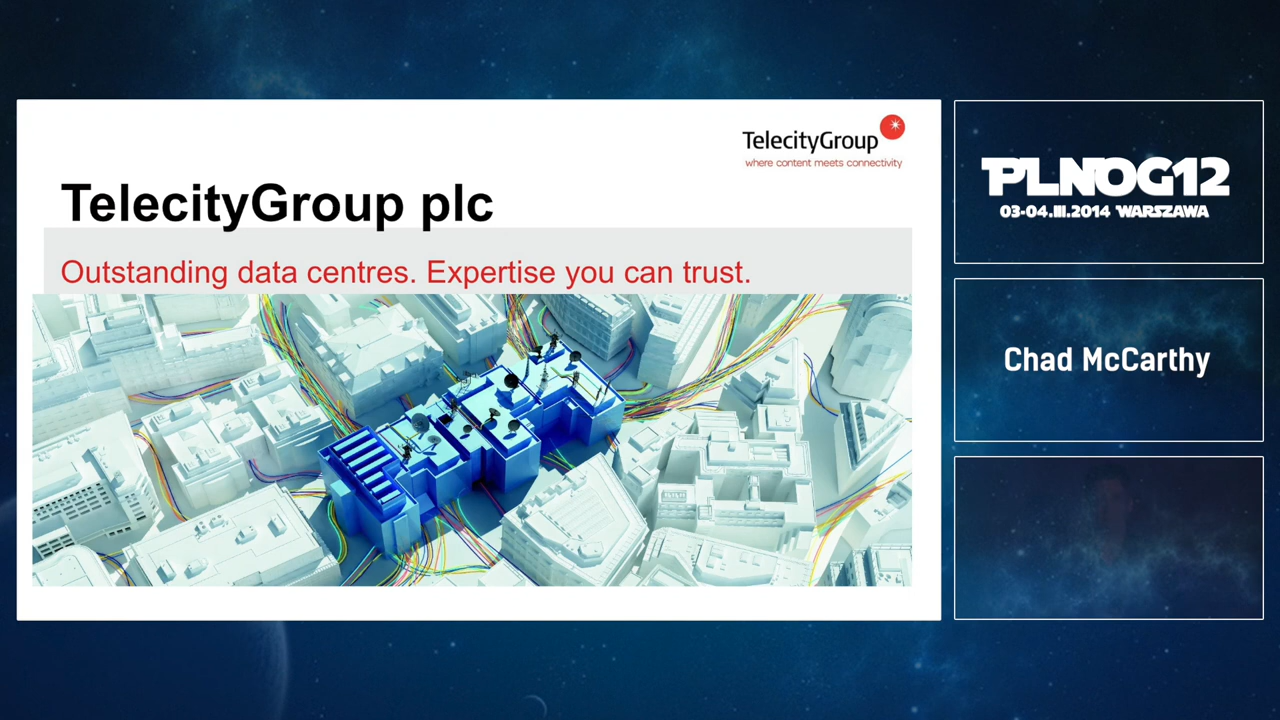 TelecityGroup
where content meets connectivity
TelecityGroup plc
Outstanding data centres. Expertise you can trust.
PLNOG12
03-04.III.2014 WARSZAWA
Chad McCarthy